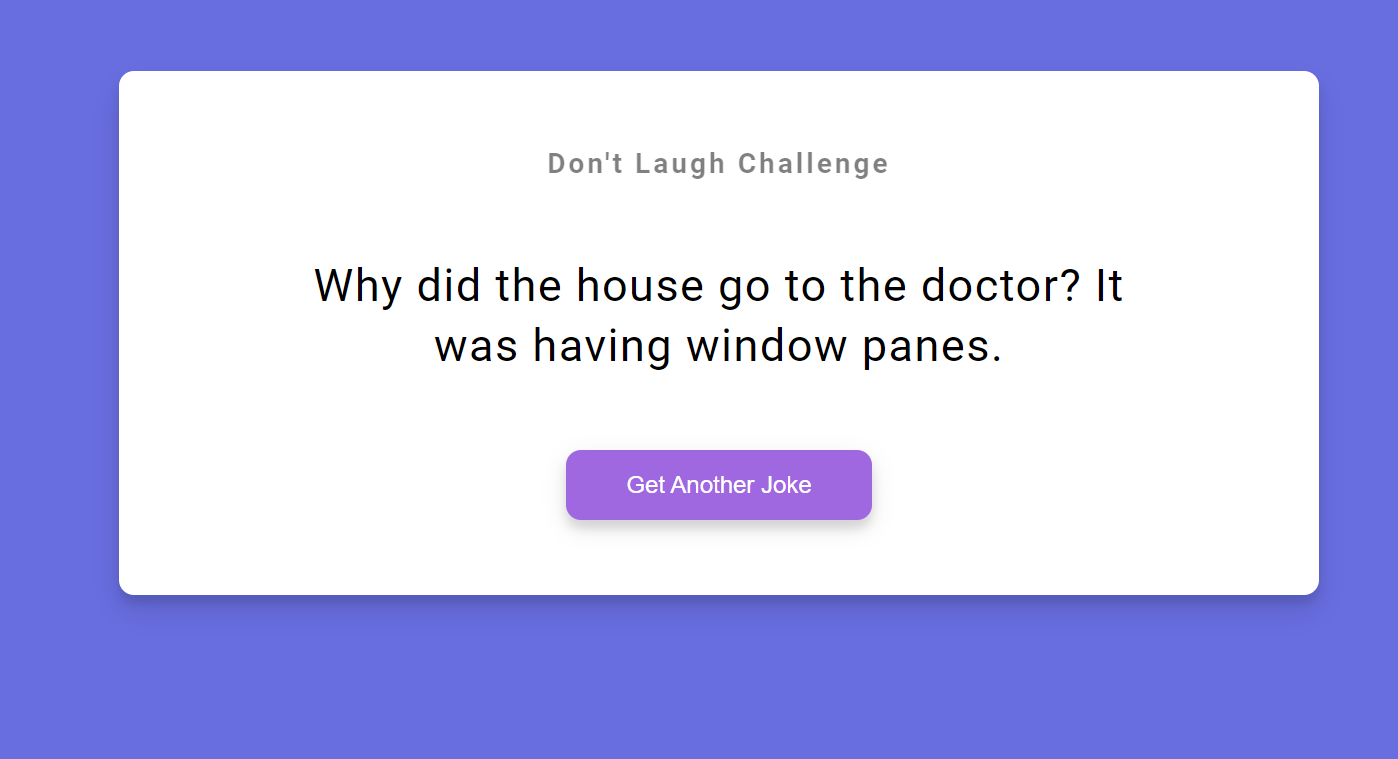 Don't Laugh Challenge
Why did the house go to the doctor? It
was having window panes.
Get Another Joke